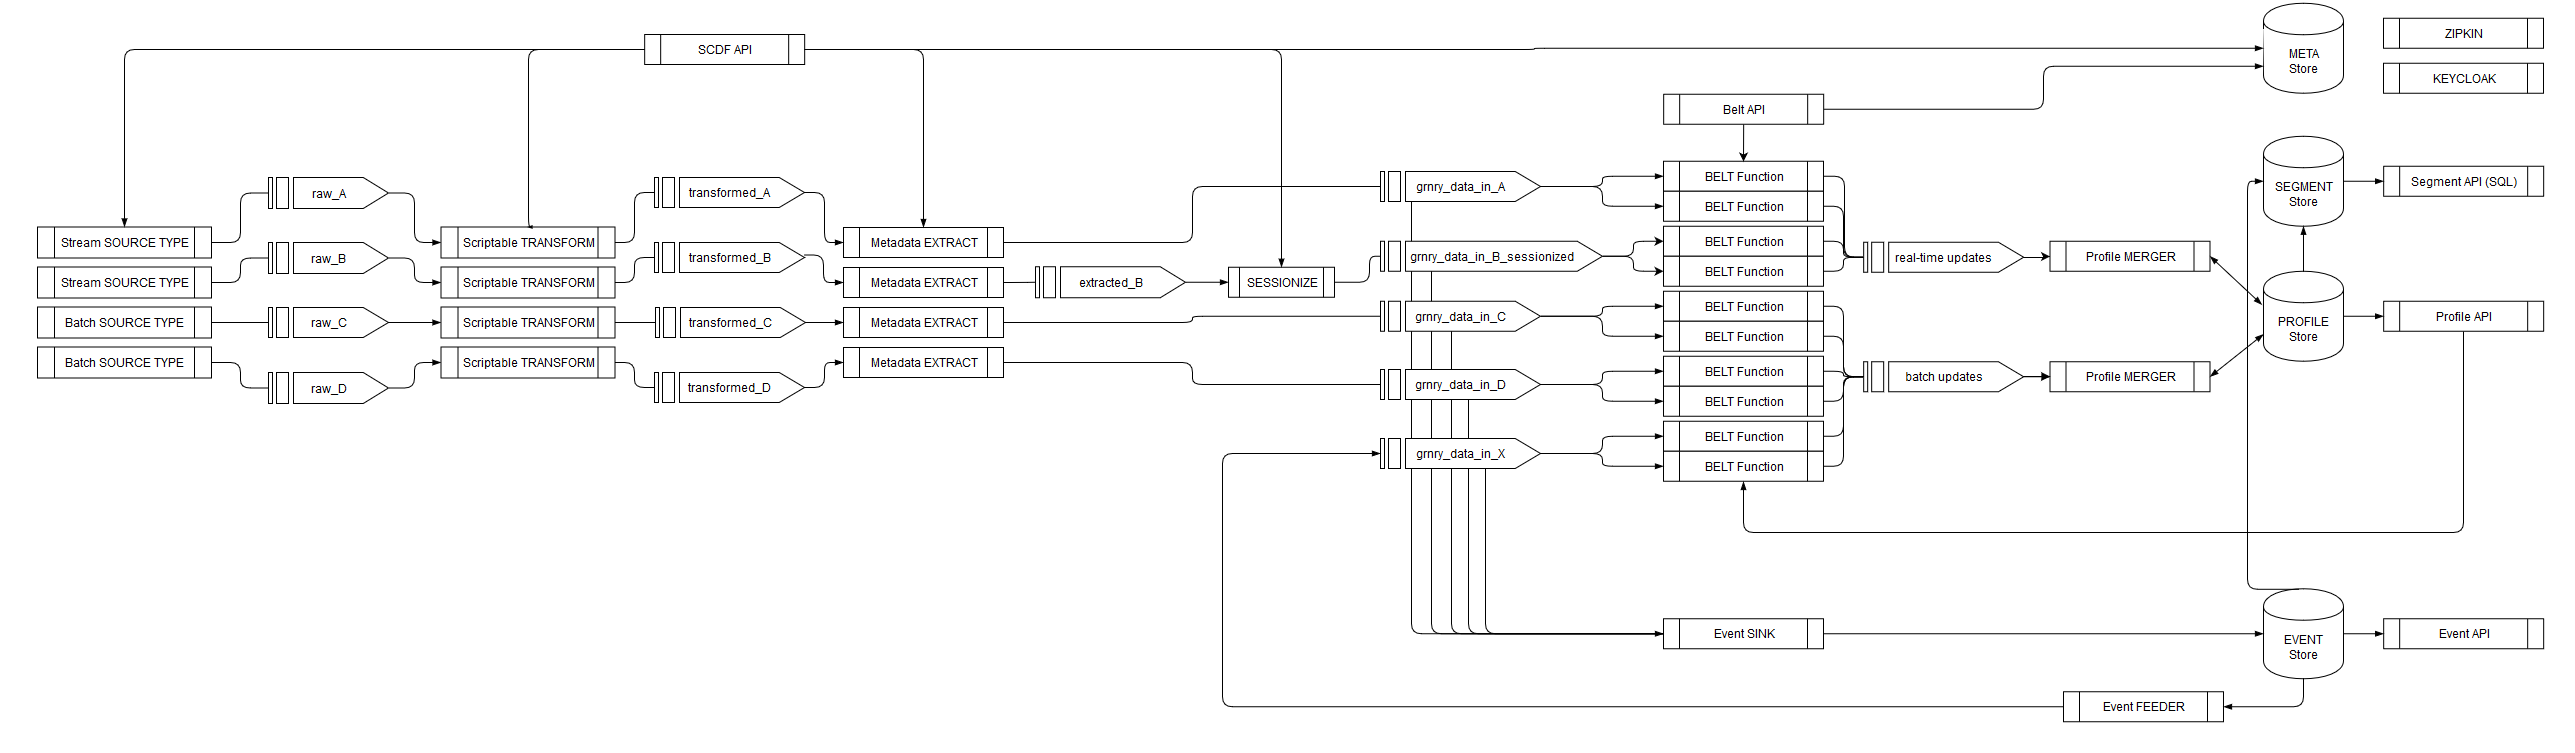 SCDF API
META
Store
ZIPKIN
KEYCLOAK
Belt API
raw_A
transformed_A
grnry_data_in_A
BELT Function
BELT Function
SEGMENT
Store
Segment API (SQL)
Stream SOURCE TYPE
Scriptable TRANSFORM
Metadata EXTRACT
raw_B
transformed_B
grnry_data_in_B_sessionized
BELT Function
BELT Function
real-time updates
Profile MERGER
Stream SOURCE TYPE
Scriptable TRANSFORM
Metadata EXTRACT
extracted_B
SESSIONIZE
Batch SOURCE TYPE
raw_C
Scriptable TRANSFORM
transformed_C
Metadata EXTRACT
grnry_data_in_C
BELT Function
BELT Function
PROFILE
Store
Profile API
Batch SOURCE TYPE
raw_D
Scriptable TRANSFORM
transformed_D
Metadata EXTRACT
grnry_data_in_D
BELT Function
BELT Function
batch updates
Profile MERGER
grnry_data_in_X
BELT Function
BELT Function
Event SINK
EVENT
Store
Event API
Event FEEDER